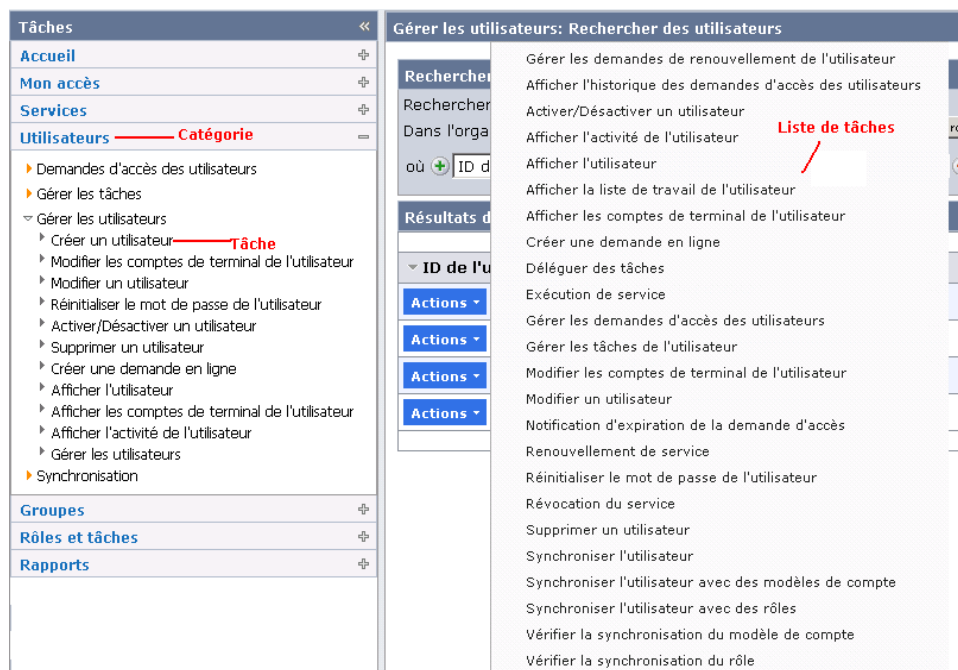 Tâches «
Accueil
Mon accès
Services
Utilisateurs Catégorie
Demandes d'accès des utilisateurs
Gérer les tâches
Gérer les utilisateurs
Créer un utilisateur Tâche
Modifier les comptes de terminal de l'utilisateur
Modifier un utilisateur
Réinitialiser le mot de passe de l'utilisateur
Activer/Désactiver un utilisateur
Supprimer un utilisateur
Créer une demande en ligne
Afficher l'utilisateur
Afficher les comptes de terminal de l'utilisateur
Afficher l'activité de l'utilisateur
Gérer les utilisateurs
Synchronisation
Groupes
Rôles et tâches
Rapports
Gérer les utilisateurs: Rechercher des utilisateurs
Rechercher
Rechercher
Dans l'orga
où ID d
Résultats d
ID de l'u
Actions
Actions
Actions
Actions
Gérer les demandes de renouvellement de l'utilisateur
Afficher l'historique des demandes d'accès des utilisateurs
Activer/Désactiver un utilisateur
Liste de tâches
Afficher l'activité de l'utilisateur
Afficher l'utilisateur
Afficher la liste de travail de l'utilisateur
Afficher les comptes de terminal de l'utilisateur
Créer une demande en ligne
Déléguer des tâches
Exécution de service
Gérer les demandes d'accès des utilisateurs
Gérer les tâches de l'utilisateur
Modifier les comptes de terminal de l'utilisateur
Modifier un utilisateur
Notification d'expiration de la demande d'accès
Renouvellement de service
Réinitialiser le mot de passe de l'utilisateur
Révocation du service
Supprimer un utilisateur
Synchroniser l'utilisateur
Synchroniser l'utilisateur avec des modèles de compte
Synchroniser l'utilisateur avec des rôles
Vérifier la synchronisation du modèle de compte
Vérifier la synchronisation du rôle